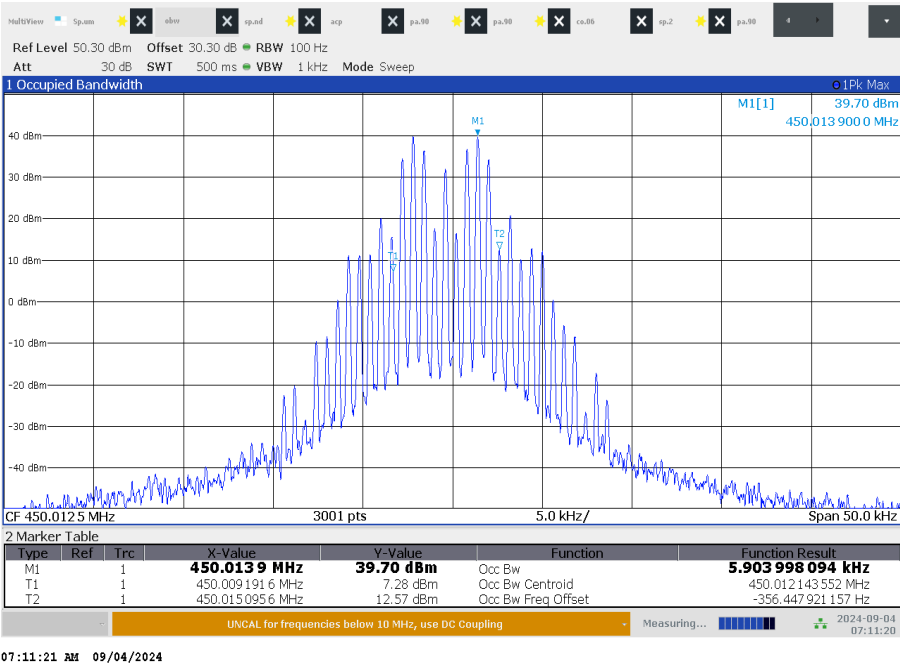 MultiView Sp.um obw sp.nd acp pa.90 pa.90 co.06 sp.2 pa.90
Ref Level 50.30 dBm Offset 30.30 dB RBW 100 Hz
Att 30 dB SWT 500 ms VBW 1 kHz Mode Sweep
1 Occupied Bandwidth 1Pk Max
M1[1] 39.70 dBm
450.013 900 0 MHz
M1
40 dBm
30 dBm
20 dBm
T2
T1
10 dBm
0 dBm
-10 dBm
-20 dBm
-30 dBm
-40 dBm
CF 450.012 5 MHz 3001 pts 5.0 kHz/ Span 50.0 kHz
2 Marker Table
Type Ref Trc X-Value Y-Value Function Function Result
M1 1 450.013 9 MHz 39.70 dBm Occ Bw 5.903 998 094 kHz
T1 1 450.009 191 6 MHz 7.28 dBm Occ Bw Centroid 450.012 143 552 MHz
T2 1 450.015 095 6 MHz 12.57 dBm Occ Bw Freq Offset -356.447 921 157 Hz
UNCAL for frequencies below 10 MHz, use DC Coupling Measuring... 2024-09-04
07:11:20
07:11:21 AM 09/04/2024